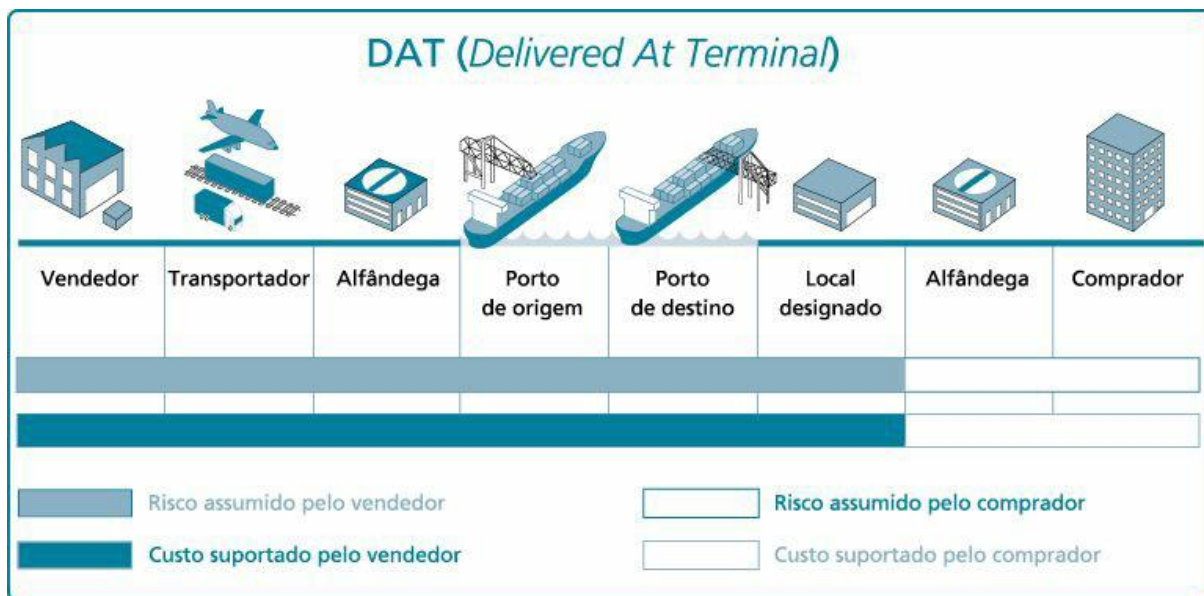 DAT (Delivered At Terminal)
Vendedor
Transportador
Alfândega
Porto
de origem
Porto
de destino
Local
designado
Alfândega
Comprador
Risco assumido pelo vendedor
Risco assumido pelo comprador
Custo suportado pelo vendedor
Custo suportado pelo comprador